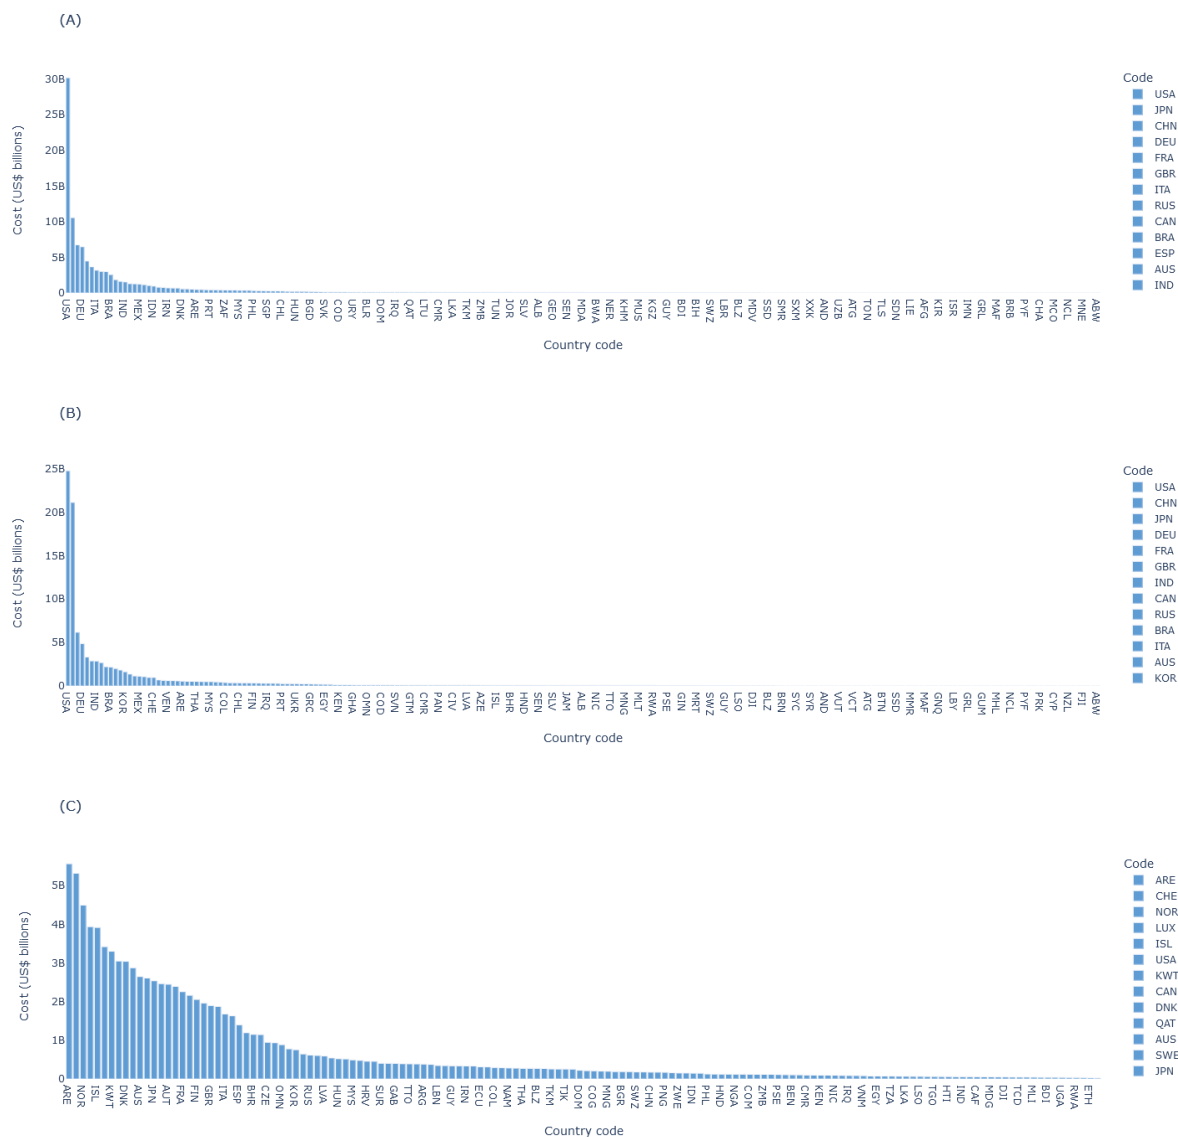 (A)
Cost (US$ billions)
30B
25B
20B
15B
10B
5B
0
USA DEU ITA BRA IND MEX IDN IRN DNK ARE PRT ZAF MYS PHL SGP CHL HUN BGD SVK COD URY BLR DOM IRQ QAT LTU CMR LKA TKM ZMB TUN JOR SLV ALB GEO SEN MDA BWA NER KHM MUS KGZ GUY BDI BIH SWZ LBR BLZ MDV SSD SMR SXM XXK AND UZB ATG TON TLS SDN LIE AFG KIR ISR IMN GRL MAF BRB PYF CHA MCO NCL MNE ABW
Country code
Code
USA
JPN
CHN
DEU
FRA
GBR
ITA
RUS
CAN
BRA
ESP
AUS
IND
(B)
Cost (US$ billions)
25B
20B
15B
10B
5B
0
USA DEU IND BRA KOR MEX CHE VEN ARE THA MYS COL CHL FIN IRQ PRT UKR GRC EGY KEN GHA OMN COD SVN GTM CMR PAN CIV LVA AZE ISL BHR HND SEN SLV JAM ALB NIC TTO MNG MLT RWA PSE GIN MRT SWZ GUY LSO DJI BLZ BRN SYC SYR AND VUT VCT ATG BTN SSD MMR MAF GNQ LBY GRL GUM MHL NCL PYF PRK CYP NZL FJI ABW
Country code
Code
USA
CHN
JPN
DEU
FRA
GBR
IND
CAN
RUS
BRA
ITA
AUS
KOR
(C)
Cost (US$ billions)
5B
4B
3B
2B
1B
0
ARE NOR ISL KWT DNK AUS JPN AUT FRA FIN GBR ITA ESP BHR CZE OMN KOR RUS LVA HUN MYS HRV SUR GAB TTO ARG LBN GUY IRN ECU COL NAM THA BLZ TKM TJK DOM COG MNG BGR SWZ CHN PNG ZWE IDN PHL HND NGA COM ZMB PSE BEN CMR KEN NIC IRQ VNM EGY TZA LKA LSO TGO HTI IND CAF MDG DJI TCD MLI BDI UGA RWA ETH
Country code
Code
ARE
CHE
NOR
LUX
ISL
USA
KWT
CAN
DNK
QAT
AUS
SWE
JPN